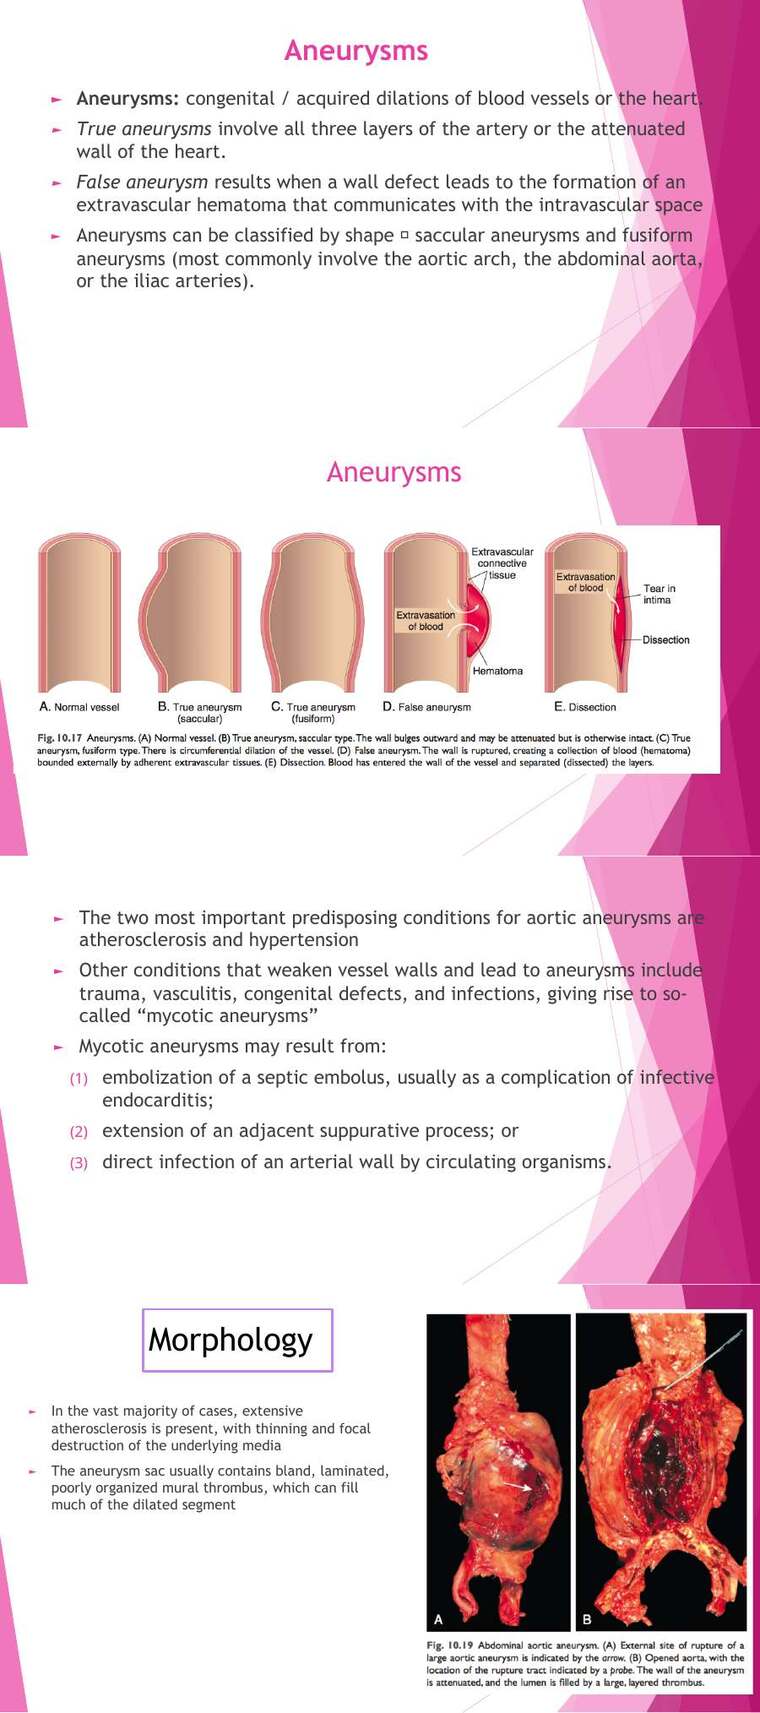 Aneurysms
► Aneurysms: congenital / acquired dilations of blood vessels or the heart.
► True aneurysms involve all three layers of the artery or the attenuated
wall of the heart.
► False aneurysm results when a wall defect leads to the formation of an
extravascular hematoma that communicates with the intravascular space
► Aneurysms can be classified by shape □ saccular aneurysms and fusiform
aneurysms (most commonly involve the aortic arch, the abdominal aorta,
or the iliac arteries).
Aneurysms
Extravascular
connective
tissue
Extravasation
of blood
Hematoma
Extravasation
of blood
Tear in
intima
Dissection
A. Normal vessel
B. True aneurysm
(saccular)
C. True aneurysm
(fusiform)
D. False aneurysm
E. Dissection
Fig. 10.17 Aneurysms. (A) Normal vessel. (B) True aneurysm, saccular type. The wall bulges outward and may be attenuated but is otherwise intact. (C) True
aneurysm, fusiform type. There is circumferential dilation of the vessel. (D) False aneurysm. The wall is ruptured, creating a collection of blood (hematoma)
bounded externally by adherent extravascular tissues. (E) Dissection. Blood has entered the wall of the vessel and separated (dissected) the layers.
► The two most important predisposing conditions for aortic aneurysms are
atherosclerosis and hypertension
► Other conditions that weaken vessel walls and lead to aneurysms include
trauma, vasculitis, congenital defects, and infections, giving rise to so-
called “mycotic aneurysms”
► Mycotic aneurysms may result from:
(1) embolization of a septic embolus, usually as a complication of infective
endocarditis;
(2) extension of an adjacent suppurative process; or
(3) direct infection of an arterial wall by circulating organisms.
Morphology
► In the vast majority of cases, extensive
atherosclerosis is present, with thinning and focal
destruction of the underlying media
► The aneurysm sac usually contains bland, laminated,
poorly organized mural thrombus, which can fill
much of the dilated segment
A
B
Fig. 10.19 Abdominal aortic aneurysm. (A) External site of rupture of a
large aortic aneurysm is indicated by the arrow. (B) Opened aorta, with the
location of the rupture tract indicated by a probe. The wall of the aneurysm
is attenuated, and the lumen is filled by a large, layered thrombus.